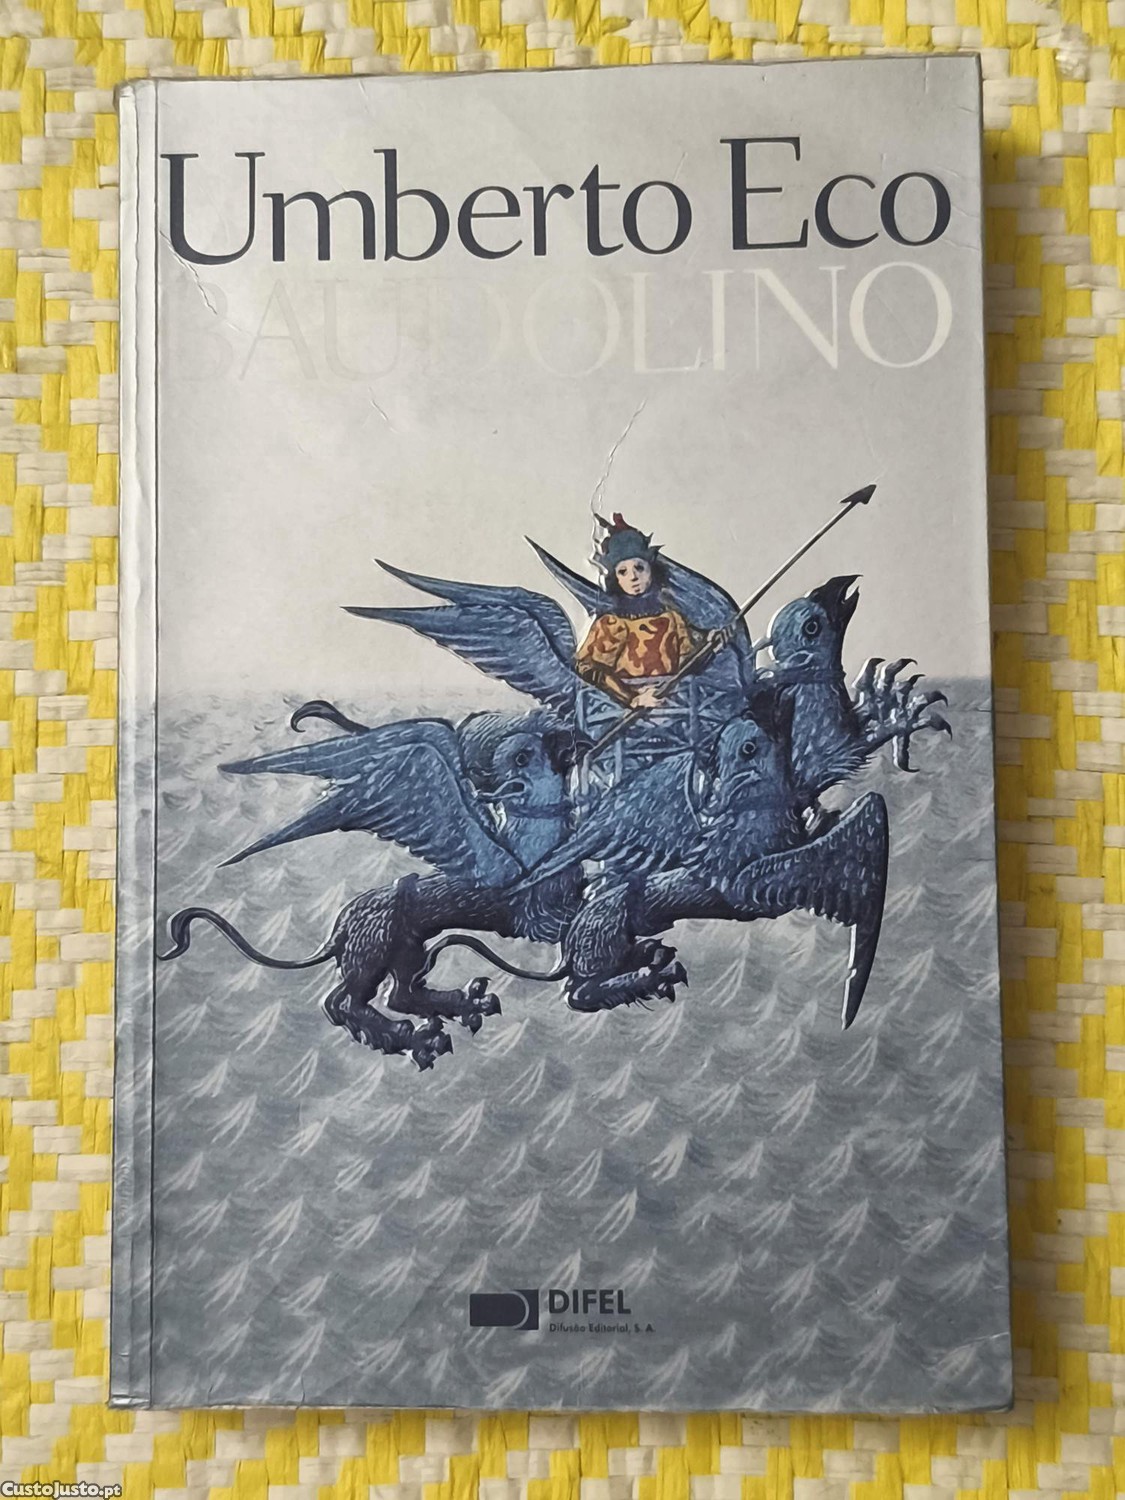 Umberto Eco
BAUDOLINO
DIFEL
Difusão Editorial, S. A.
CustoJusto.pt